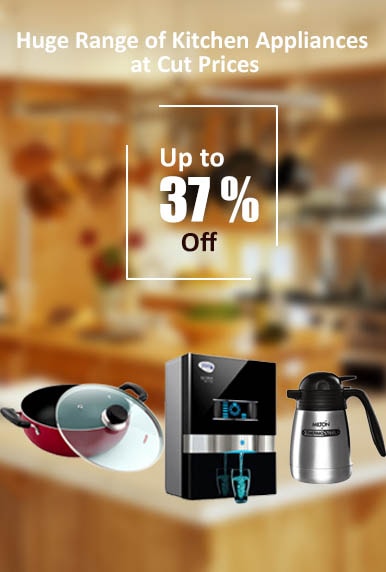 Huge Range of Kitchen Appliances
at Cut Prices
Up to
37 %
Off
MILTON